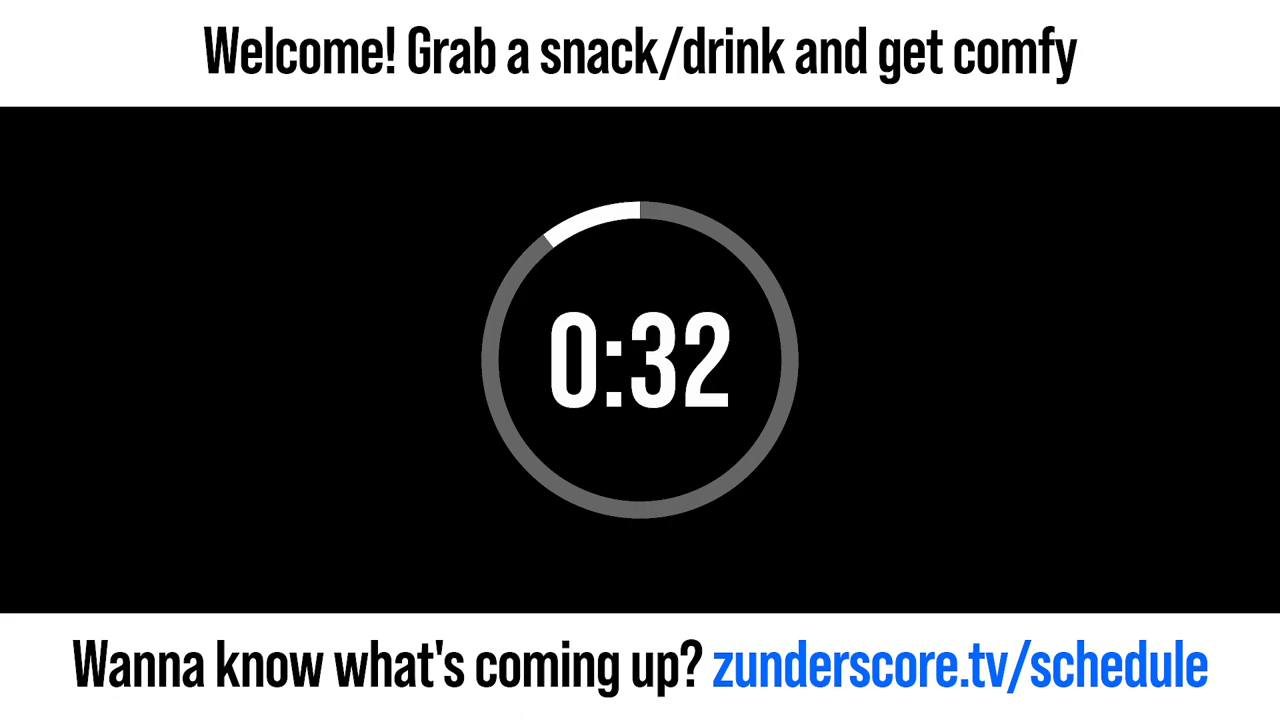 Welcome! Grab a snack/drink and get comfy
0:32
Wanna know what's coming up? zunderscore.tv/schedule